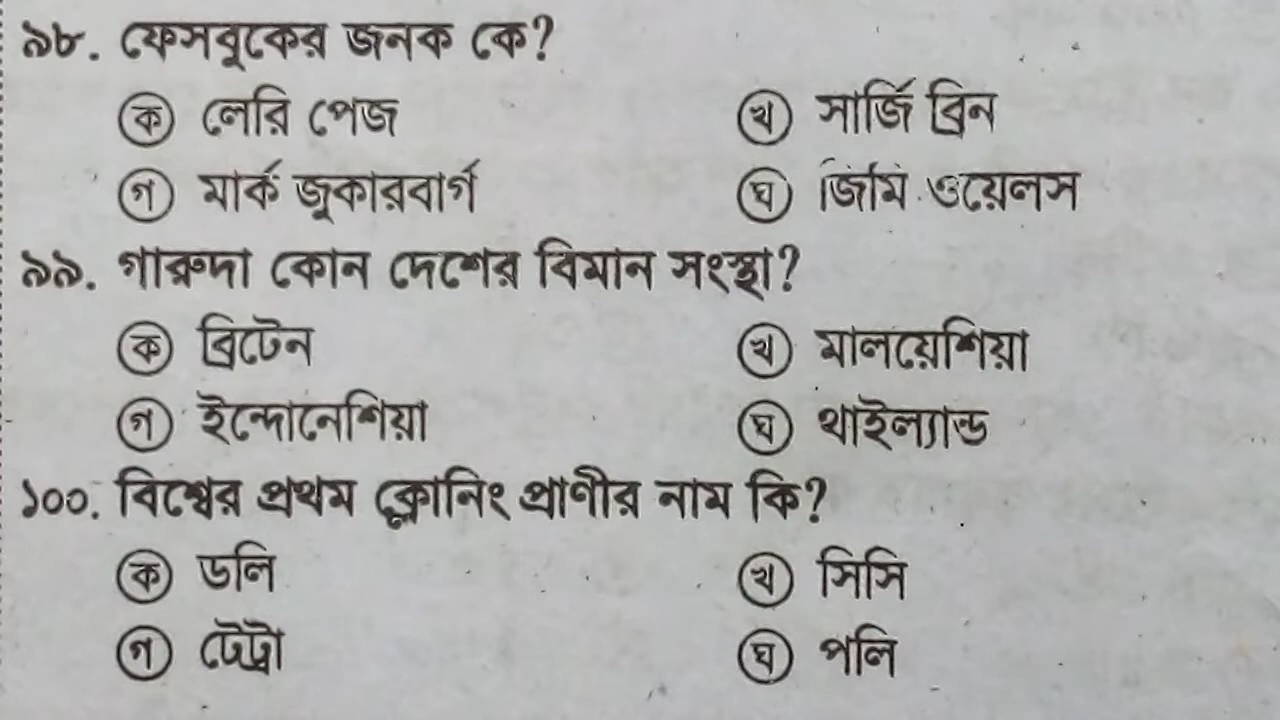 ৯৮. ফেসবুকের জনক কে?
ক লেরি পেজ খ সার্জি ব্রিন
গ মার্ক জুকারবার্গ ঘ জিমি ওয়েলস
৯৯. গারুদা কোন দেশের বিমান সংস্থা?
ক ব্রিটেন খ মালয়েশিয়া
গ ইন্দোনেশিয়া ঘ থাইল্যান্ড
১০০. বিশ্বের প্রথম ক্লোনিং প্রাণীর নাম কি?
ক ডলি খ সিসি
গ টেট্রা ঘ পলি